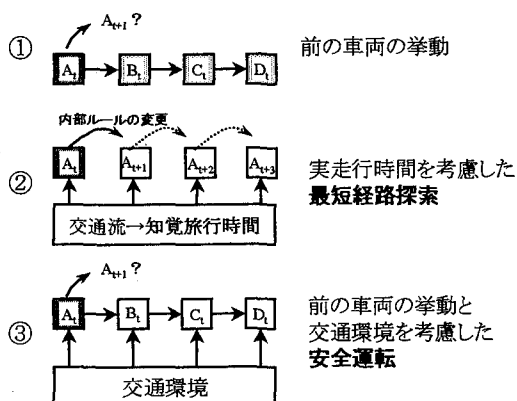 ①
A_{t+1} ?
A_t B_t C_t D_t
前の車両の挙動
内部ルールの変更
②
A_t A_{t+1} A_{t+2} A_{t+3}
交通流→知覚旅行時間
実走行時間を考慮した
最短経路探索
③
A_{t+1} ?
A_t B_t C_t D_t
交通環境
前の車両の挙動と
交通環境を考慮した
安全運転